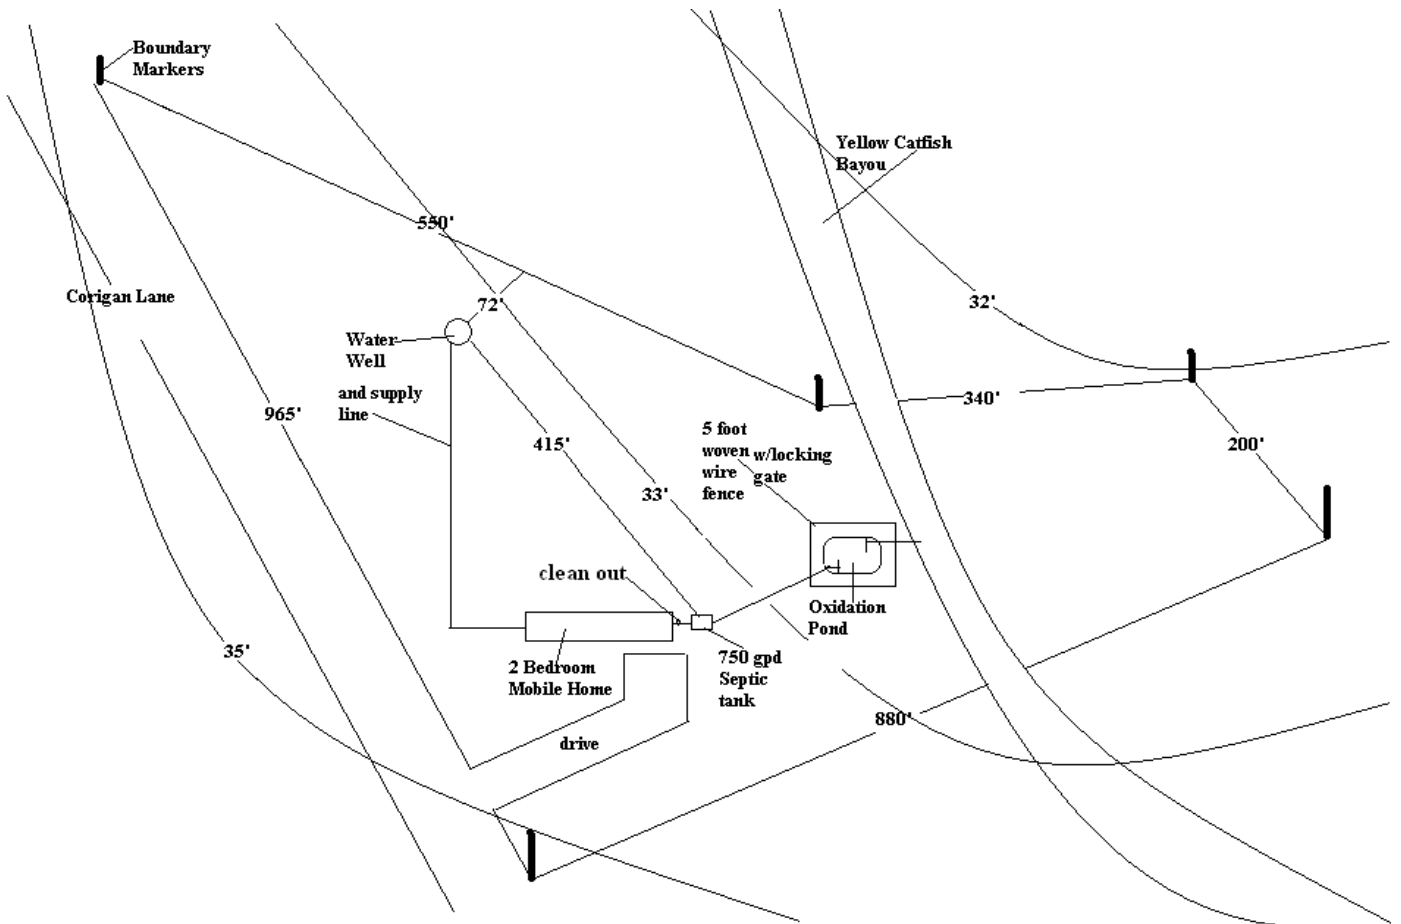 Boundary
Markers
Yellow Catfish
Bayou
550'
Corigan Lane
72'
32'
Water
Well
and supply
line
965'
340'
415'
5 foot
woven
wire
fence
w/locking
gate
200'
33'
clean out
Oxidation
Pond
35'
2 Bedroom
Mobile Home
750 gpd
Septic
tank
880'
drive